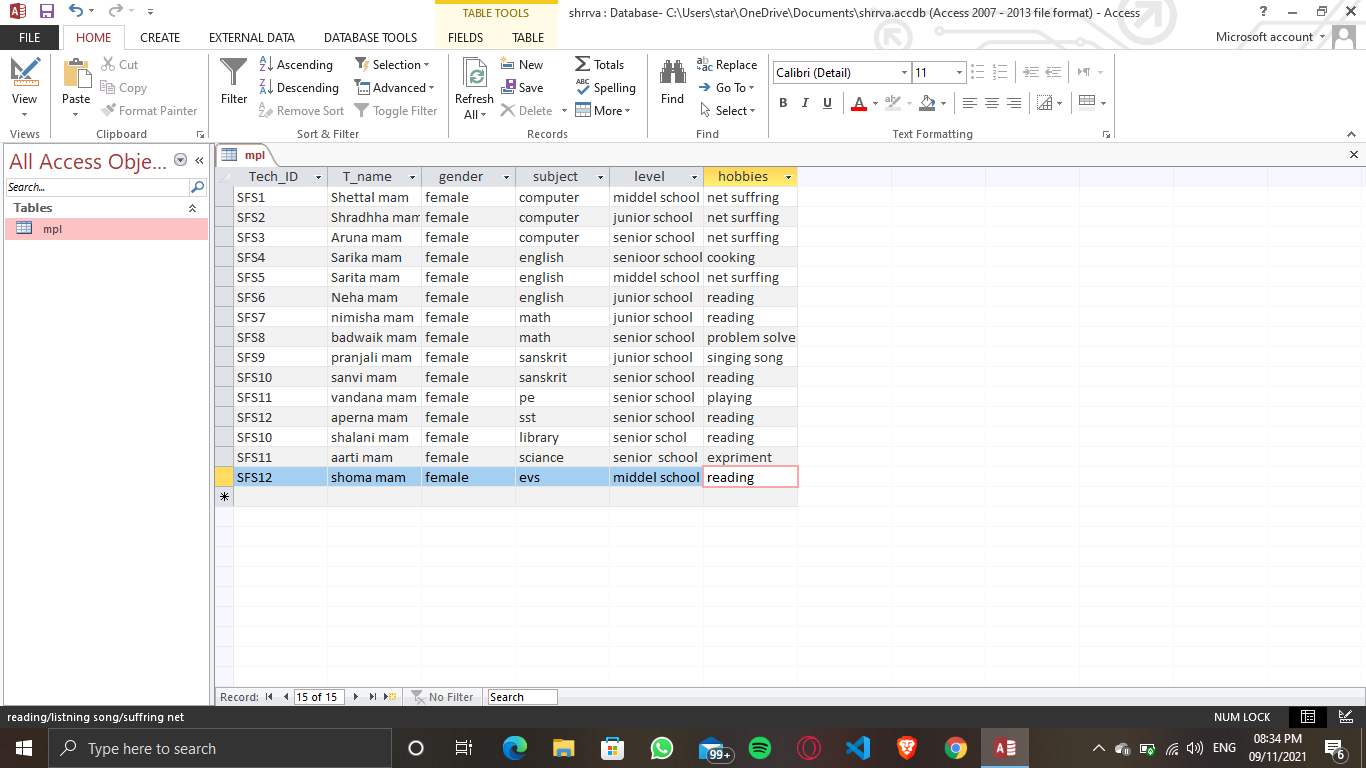 shrrva : Database- C:\Users\star\OneDrive\Documents\shrrva.accdb (Access 2007 - 2013 file format) - Access
TABLE TOOLS
FILE HOME CREATE EXTERNAL DATA DATABASE TOOLS FIELDS TABLE Microsoft account
View
Views
Paste
Cut
Copy
Format Painter
Clipboard
Filter
Ascending
Descending
Remove Sort
Selection
Advanced
Toggle Filter
Sort & Filter
Refresh All
New
Save
Delete
Totals
Spelling
More
Records
Find
Replace
Go To
Select
Find
Calibri (Detail) 11
B I U A
Text Formatting
All Access Obje...
Search...
Tables
mpl
mpl
Tech_ID T_name gender subject level hobbies
SFS1 Shettal mam female computer middel school net suffring
SFS2 Shradhha mam female computer junior school net surffing
SFS3 Aruna mam female computer senior school net surffing
SFS4 Sarika mam female english senioor school cooking
SFS5 Sarita mam female english middel school net surffing
SFS6 Neha mam female english junior school reading
SFS7 nimisha mam female math junior school reading
SFS8 badwaik mam female math senior school problem solve
SFS9 pranjali mam female sanskrit junior school singing song
SFS10 sanvi mam female sanskrit senior school reading
SFS11 vandana mam female pe senior school playing
SFS12 aperna mam female sst senior school reading
SFS10 shalani mam female library senior schol reading
SFS11 aarti mam female sciance senior school expriment
SFS12 shoma mam female evs middel school reading
Record: 15 of 15 No Filter Search
reading/listning song/suffring net NUM LOCK
Type here to search
99+
ENG
08:34 PM
09/11/2021
6